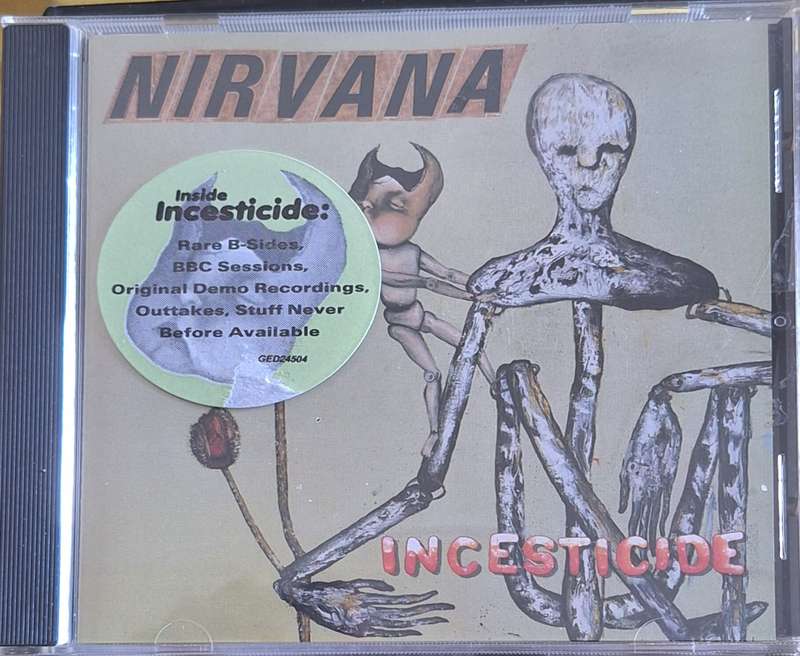 NIRVANA
Inside
Incesticide:
Rare B-Sides,
BBC Sessions,
Original Demo Recordings,
Outtakes, Stuff Never
Before Available
GED24504
INCESTICIDE